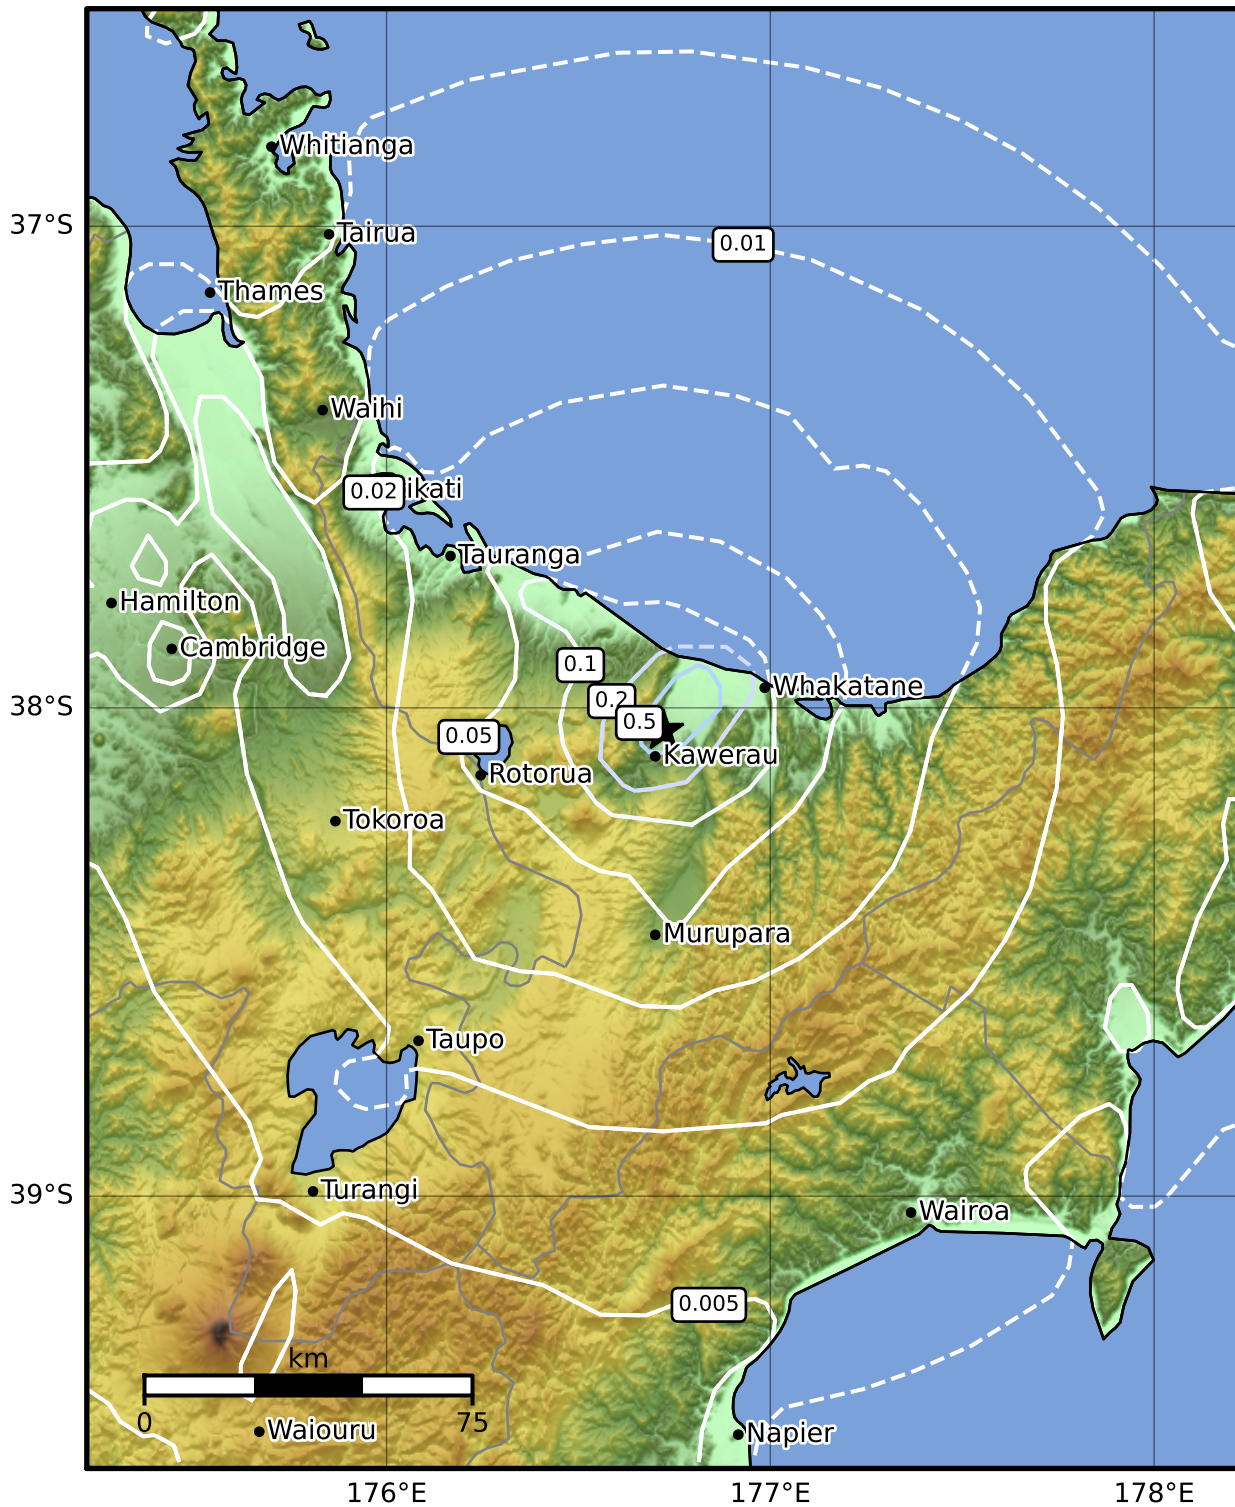 Whitianga
37°S
Tairua
0.01
Thames
Waihi
0.02
ikati
Tauranga
Hamilton
Cambridge
0.1
Whakatane
0.2
38°S
0.5
0.05
Kawerau
Rotorua
Tokoroa
Murupara
Taupo
Turangi
39°S
Wairoa
0.005
km
0
75
Waiouru
Napier
176°E
177°E
178°E